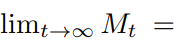 lim_{t→∞} M_t =